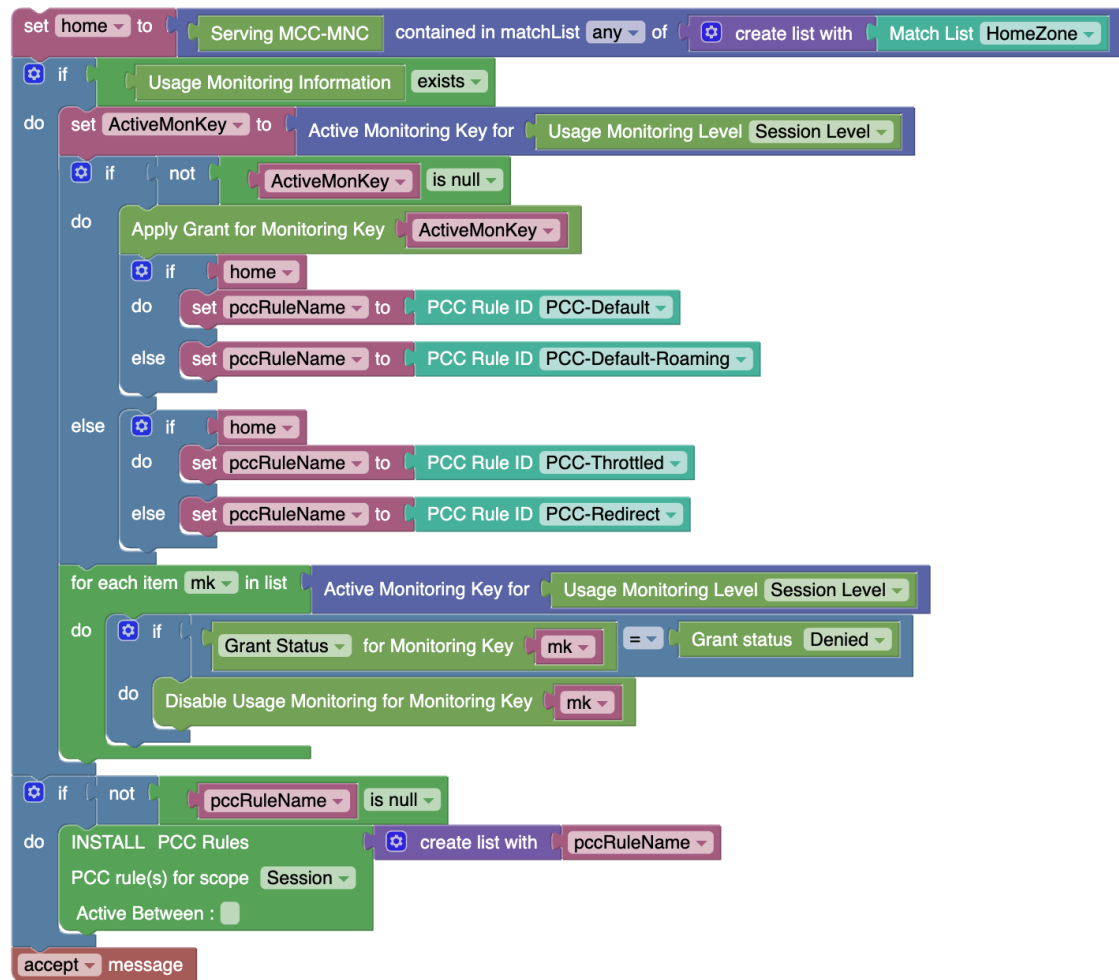 set home to Serving MCC-MNC contained in matchList any of create list with Match List HomeZone
if Usage Monitoring Information exists
do set ActiveMonKey to Active Monitoring Key for Usage Monitoring Level Session Level
if not ActiveMonKey is null
do Apply Grant for Monitoring Key ActiveMonKey
if home
do set pccRuleName to PCC Rule ID PCC-Default
else set pccRuleName to PCC Rule ID PCC-Default-Roaming
else if home
do set pccRuleName to PCC Rule ID PCC-Throttled
else set pccRuleName to PCC Rule ID PCC-Redirect
for each item mk in list Active Monitoring Key for Usage Monitoring Level Session Level
do if Grant Status for Monitoring Key mk = Grant status Denied
do Disable Usage Monitoring for Monitoring Key mk
if not pccRuleName is null
do INSTALL PCC Rules create list with pccRuleName
PCC rule(s) for scope Session
Active Between :
accept message